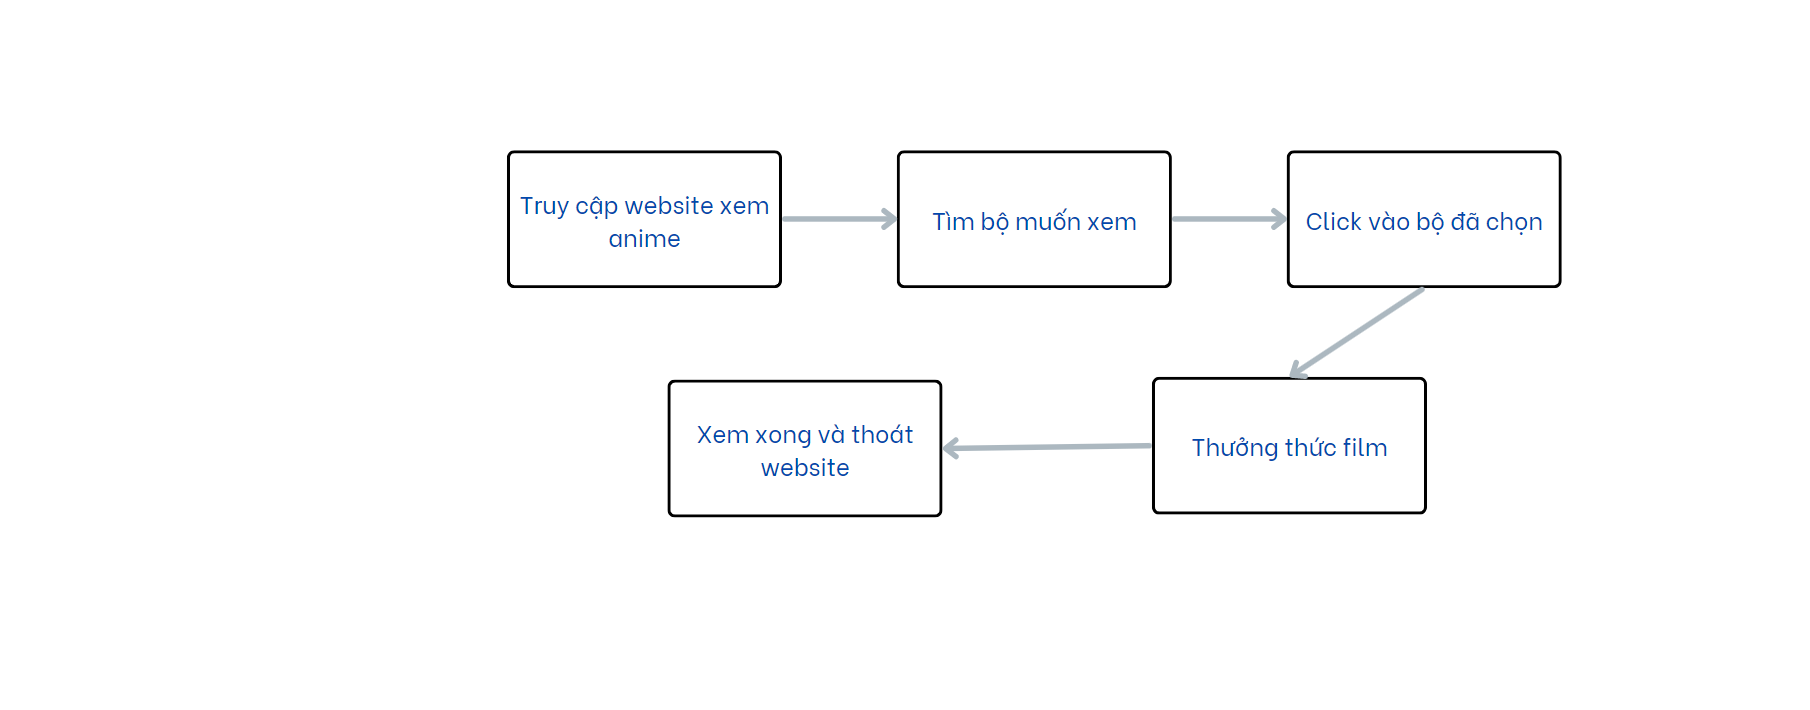 Truy cập website xem
anime
Tìm bộ muốn xem
Click vào bộ đã chọn
Thưởng thức film
Xem xong và thoát
website